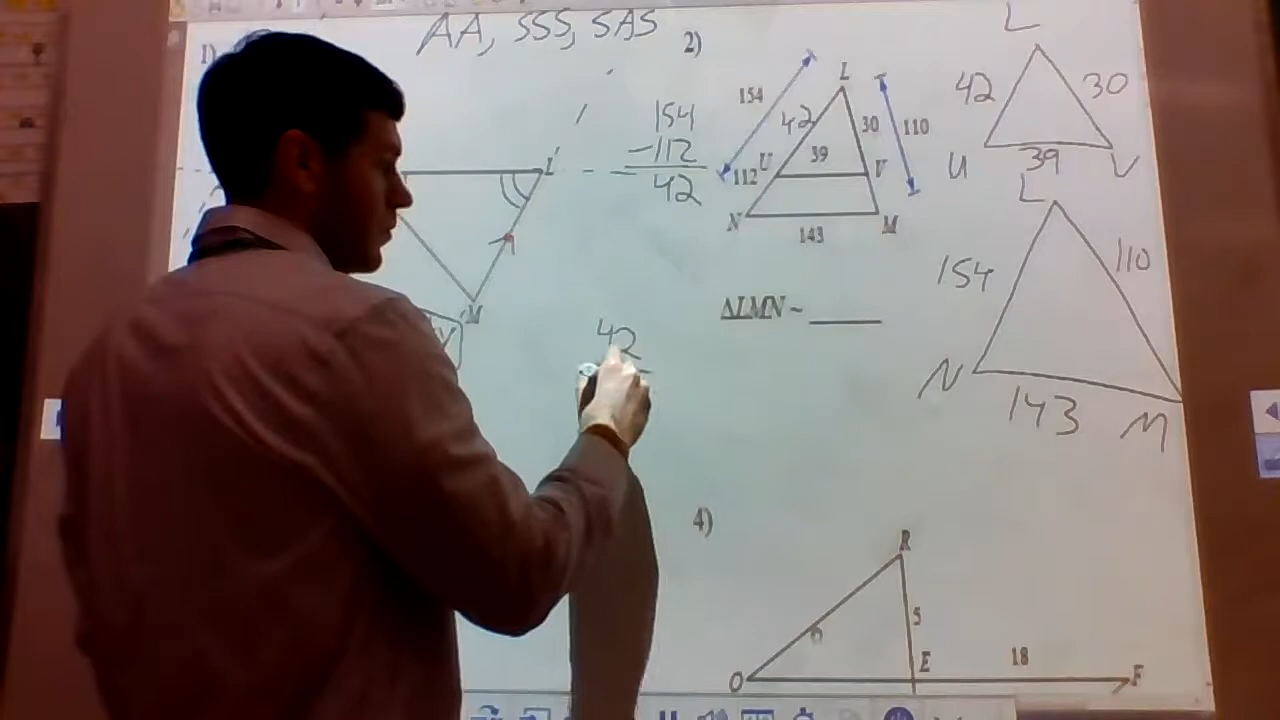 AA, SSS, SAS
1)
L
M
154
-112
42
42
2)
154
L
42
30
110
39
U
V
112
N
M
143
ΔLMN ~ ______
L
42
30
U
39
V
L
154
110
N
143
M
4)
R
5
E
18
O
F